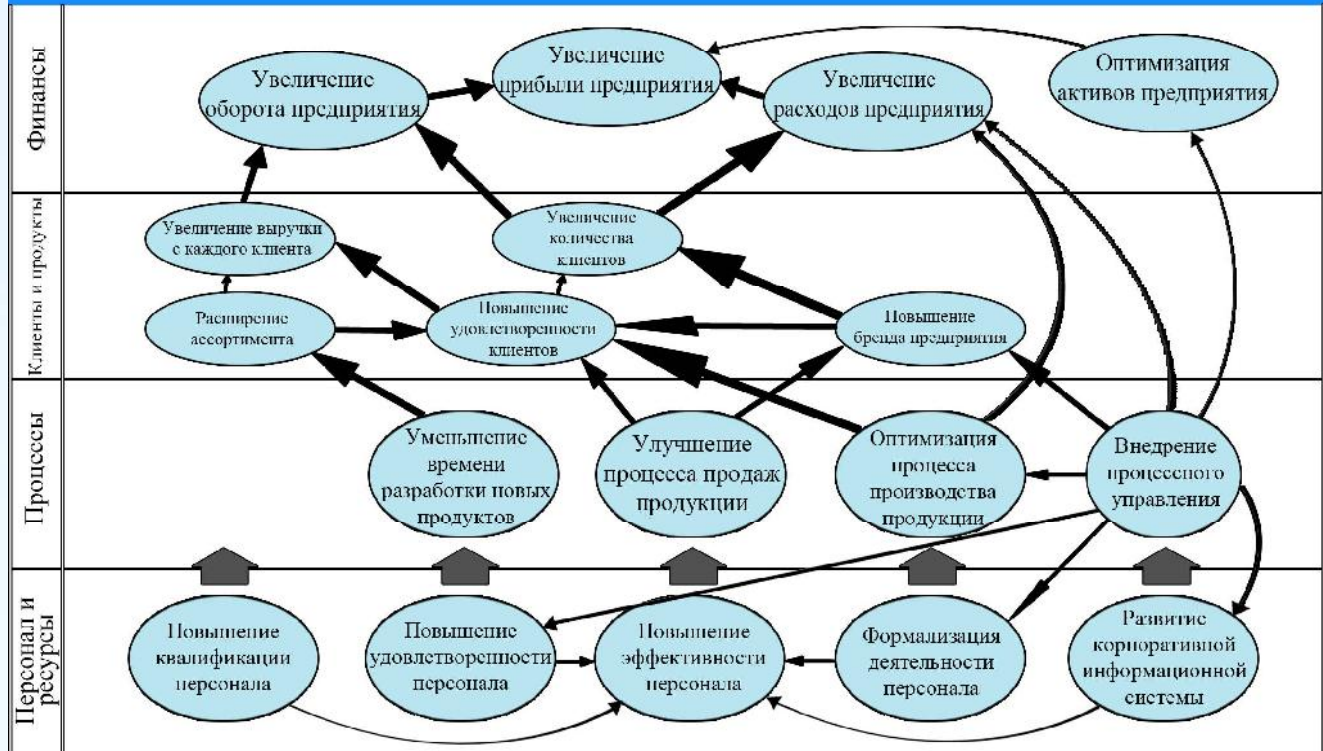 Финансы
Увеличение
оборота предприятия
Увеличение
прибыли предприятия
Увеличение
расходов предприятия
Оптимизация
активов предприятия
Клиенты и продукты
Увеличение выручки
с каждого клиента
Увеличение
количества
клиентов
Расширение
ассортимента
Повышение
удовлетворенности
клиентов
Повышение
бренда предприятия
Процессы
Уменьшение
времени
разработки новых
продуктов
Улучшение
процесса продаж
продукции
Оптимизация
процесса
производства
продукции
Внедрение
процессного
управления
Персонал и
ресурсы
Повышение
квалификации
персонала
Повышение
удовлетворенности
персонала
Повышение
эффективности
персонала
Формализация
деятельности
персонала
Развитие
корпоративной
информационной
системы